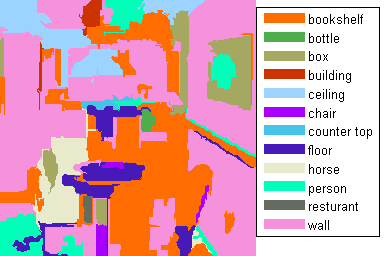 bookshelf
bottle
box
building
ceiling
chair
counter top
floor
horse
person
resturant
wall